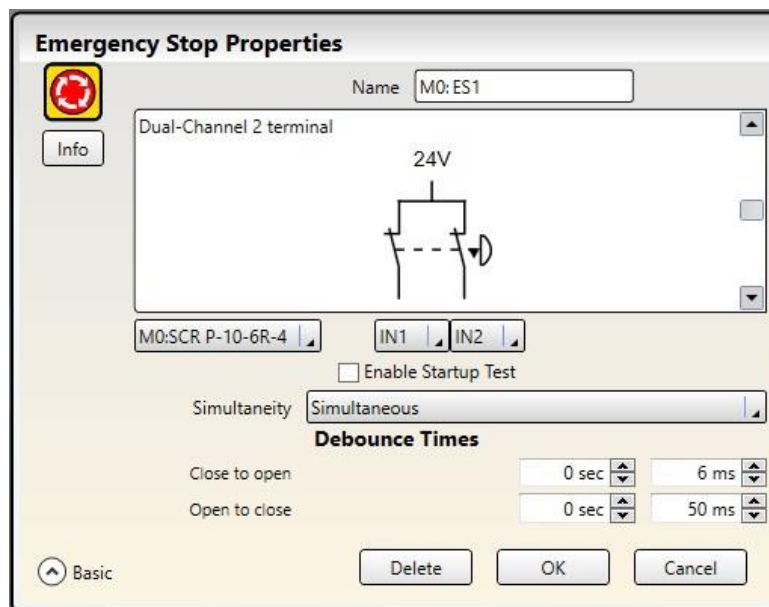 Emergency Stop Properties
Name M0: ES1
Info
Dual-Channel 2 terminal
24V
M0:SCR P-10-6R-4 IN1 IN2
Enable Startup Test
Simultaneity Simultaneous
Debounce Times
Close to open 0 sec 6 ms
Open to close 0 sec 50 ms
Basic Delete OK Cancel